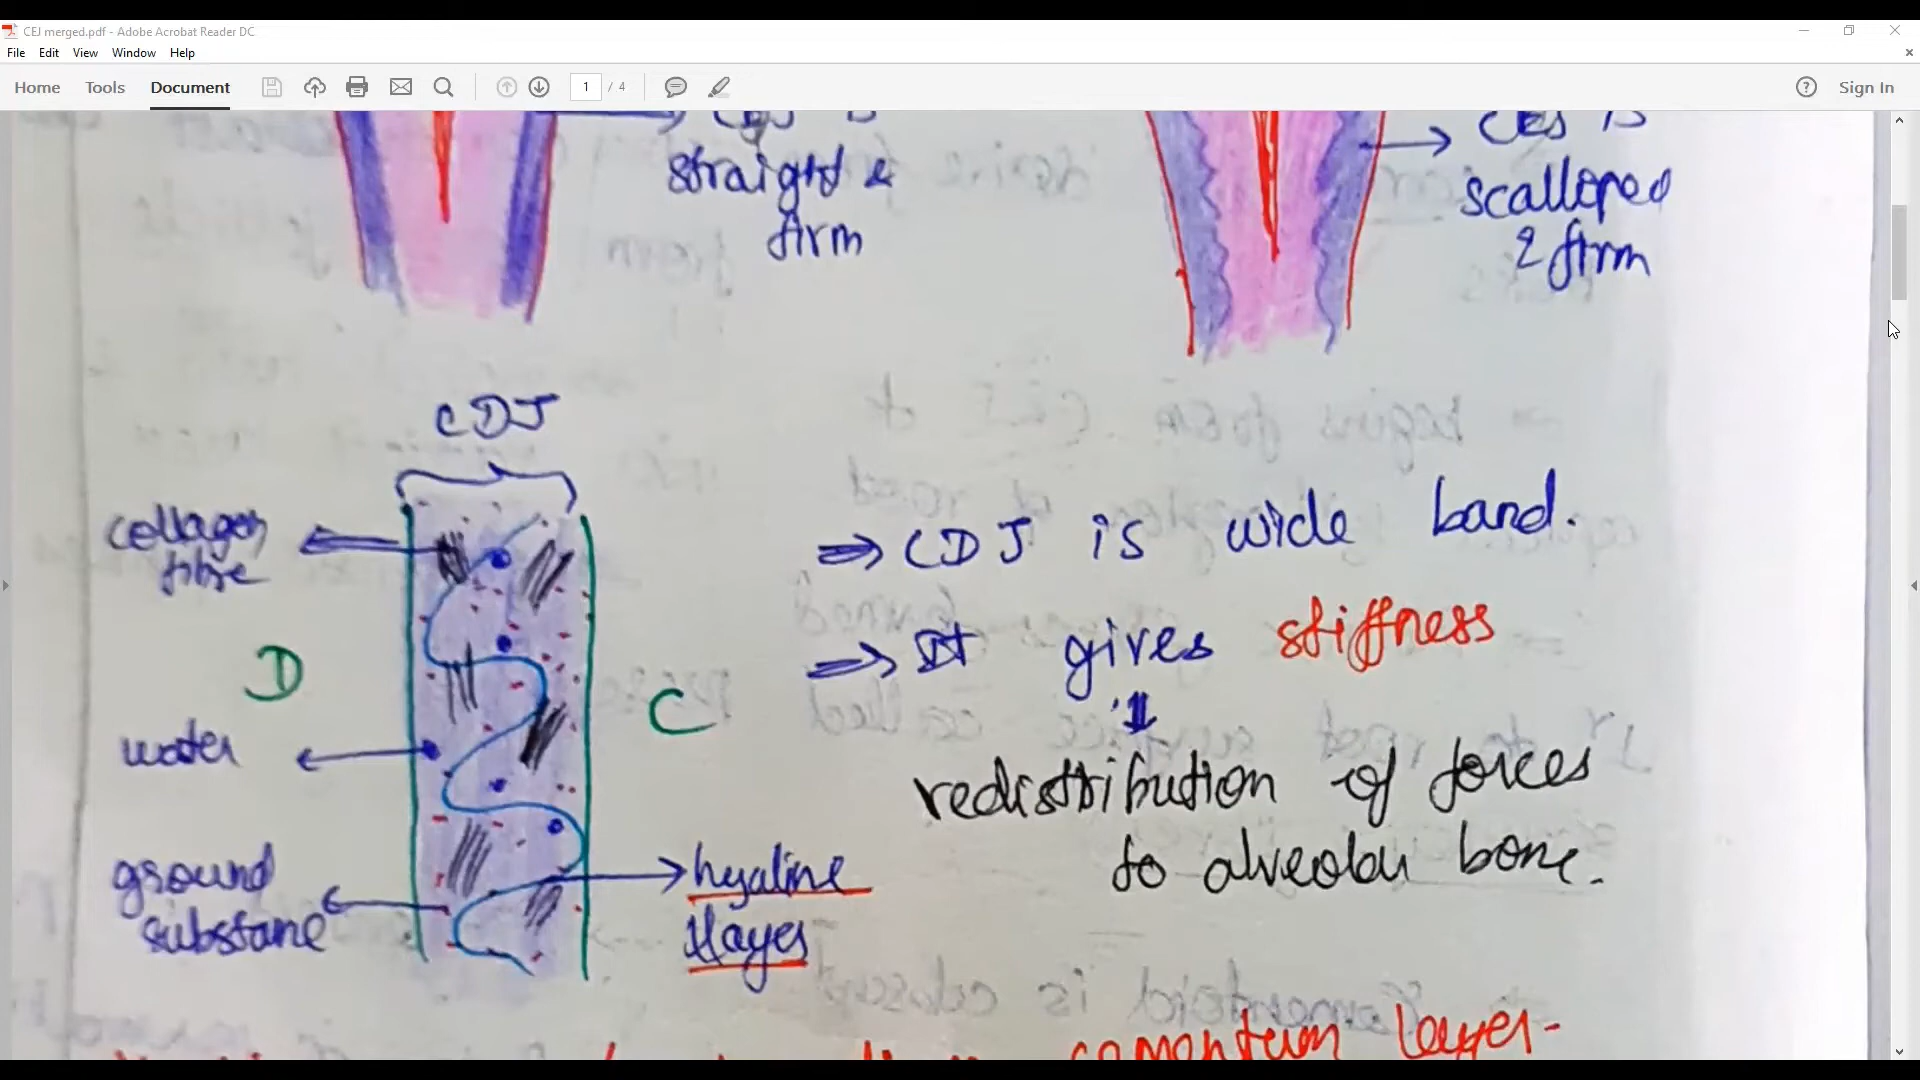 CEJ merged.pdf - Adobe Acrobat Reader DC
File Edit View Window Help
Home Tools Document 1 / 4 Sign In
straight &
firm
scalloped
& firm
CDJ
collagen
fibre
D
water
ground
substane
C
hyaline
layer
⇒ CDJ is wide band.
⇒ It gives stiffness
redistribution of forces
to alveolar bone.
cementum layer-